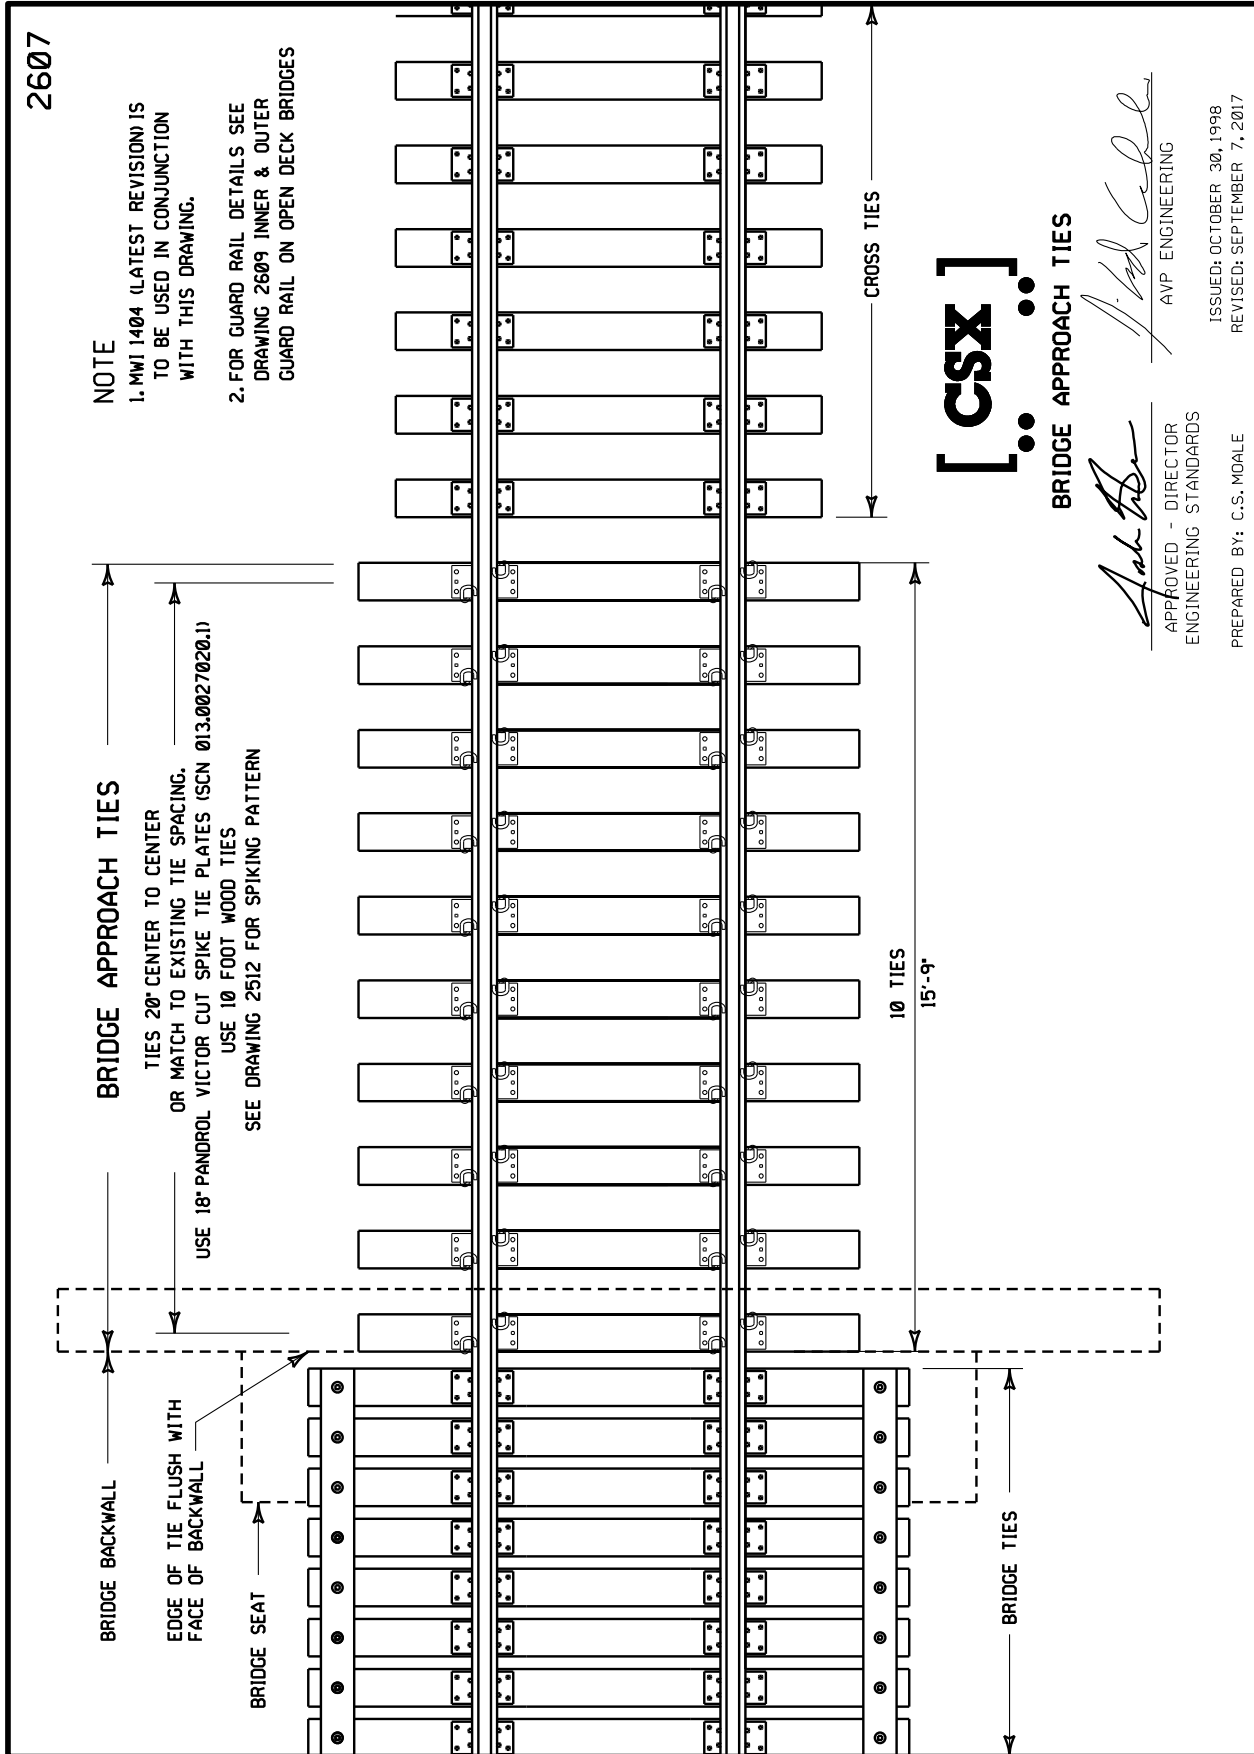 2607
NOTE
1. MWI 1404 (LATEST REVISION) IS
TO BE USED IN CONJUNCTION
WITH THIS DRAWING.
2. FOR GUARD RAIL DETAILS SEE
DRAWING 2609 INNER & OUTER
GUARD RAIL ON OPEN DECK BRIDGES
BRIDGE APPROACH TIES
TIES 20" CENTER TO CENTER
OR MATCH TO EXISTING TIE SPACING.
USE 18" PANDROL VICTOR CUT SPIKE TIE PLATES (SCN 013.0027020.1)
USE 10 FOOT WOOD TIES
SEE DRAWING 2512 FOR SPIKING PATTERN
BRIDGE BACKWALL
EDGE OF TIE FLUSH WITH
FACE OF BACKWALL
BRIDGE SEAT
CROSS TIES
10 TIES
15'-9"
BRIDGE TIES
[CSX]
BRIDGE APPROACH TIES
APPROVED - DIRECTOR
ENGINEERING STANDARDS
AVP ENGINEERING
PREPARED BY: C.S. MOALE
ISSUED: OCTOBER 30, 1998
REVISED: SEPTEMBER 7, 2017